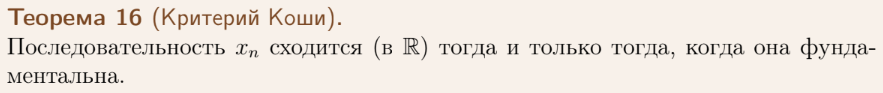 Теорема 16 (Критерий Коши).
Последовательность xₙ сходится (в ℝ) тогда и только тогда, когда она фунда-
ментальна.